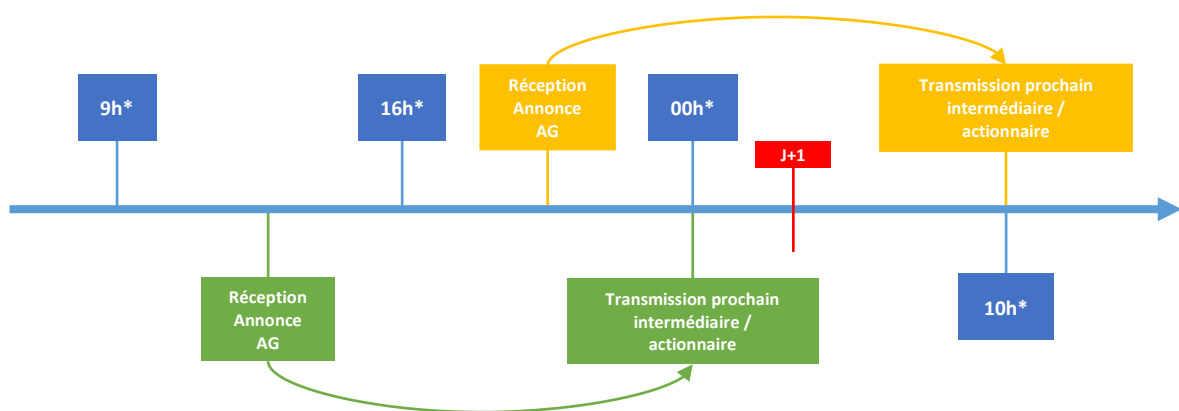 9h*
16h*
Réception
Annonce
AG
00h*
J+1
Transmission prochain
intermédiaire /
actionnaire
Réception
Annonce
AG
Transmission prochain
intermédiaire /
actionnaire
10h*